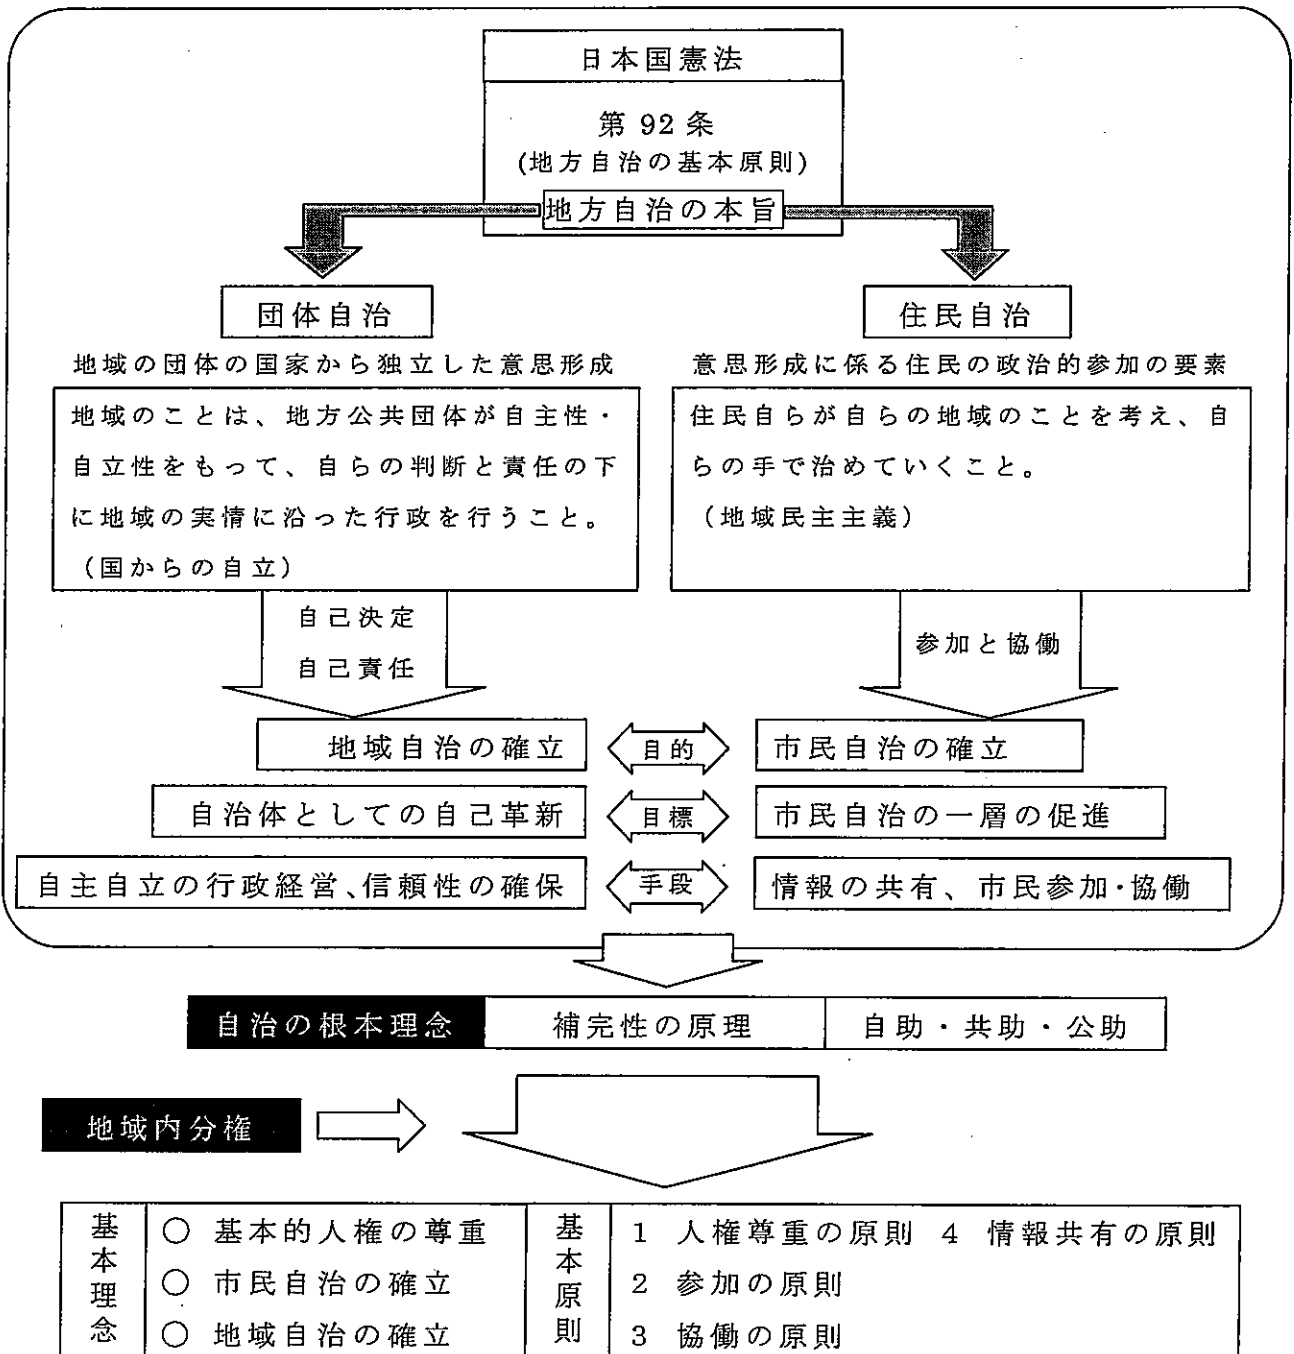 日本国憲法
第 92 条
(地方自治の基本原則)
地方自治の本旨
団体自治
地域の団体の国家から独立した意思形成
地域のことは、地方公共団体が自主性・
自立性をもって、自らの判断と責任の下
に地域の実情に沿った行政を行うこと。
（国からの自立）
自己決定
自己責任
住民自治
意思形成に係る住民の政治的参加の要素
住民自らが自らの地域のことを考え、自
らの手で治めていくこと。
（地域民主主義）
参加と協働
地域自治の確立 目的 市民自治の確立
自治体としての自己革新 目標 市民自治の一層の促進
自主自立の行政経営、信頼性の確保 手段 情報の共有、市民参加・協働
自治の根本理念 補完性の原理 自助・共助・公助
地域内分権
基本理念
○ 基本的人権の尊重
○ 市民自治の確立
○ 地域自治の確立
基本原則
1 人権尊重の原則 4 情報共有の原則
2 参加の原則
3 協働の原則